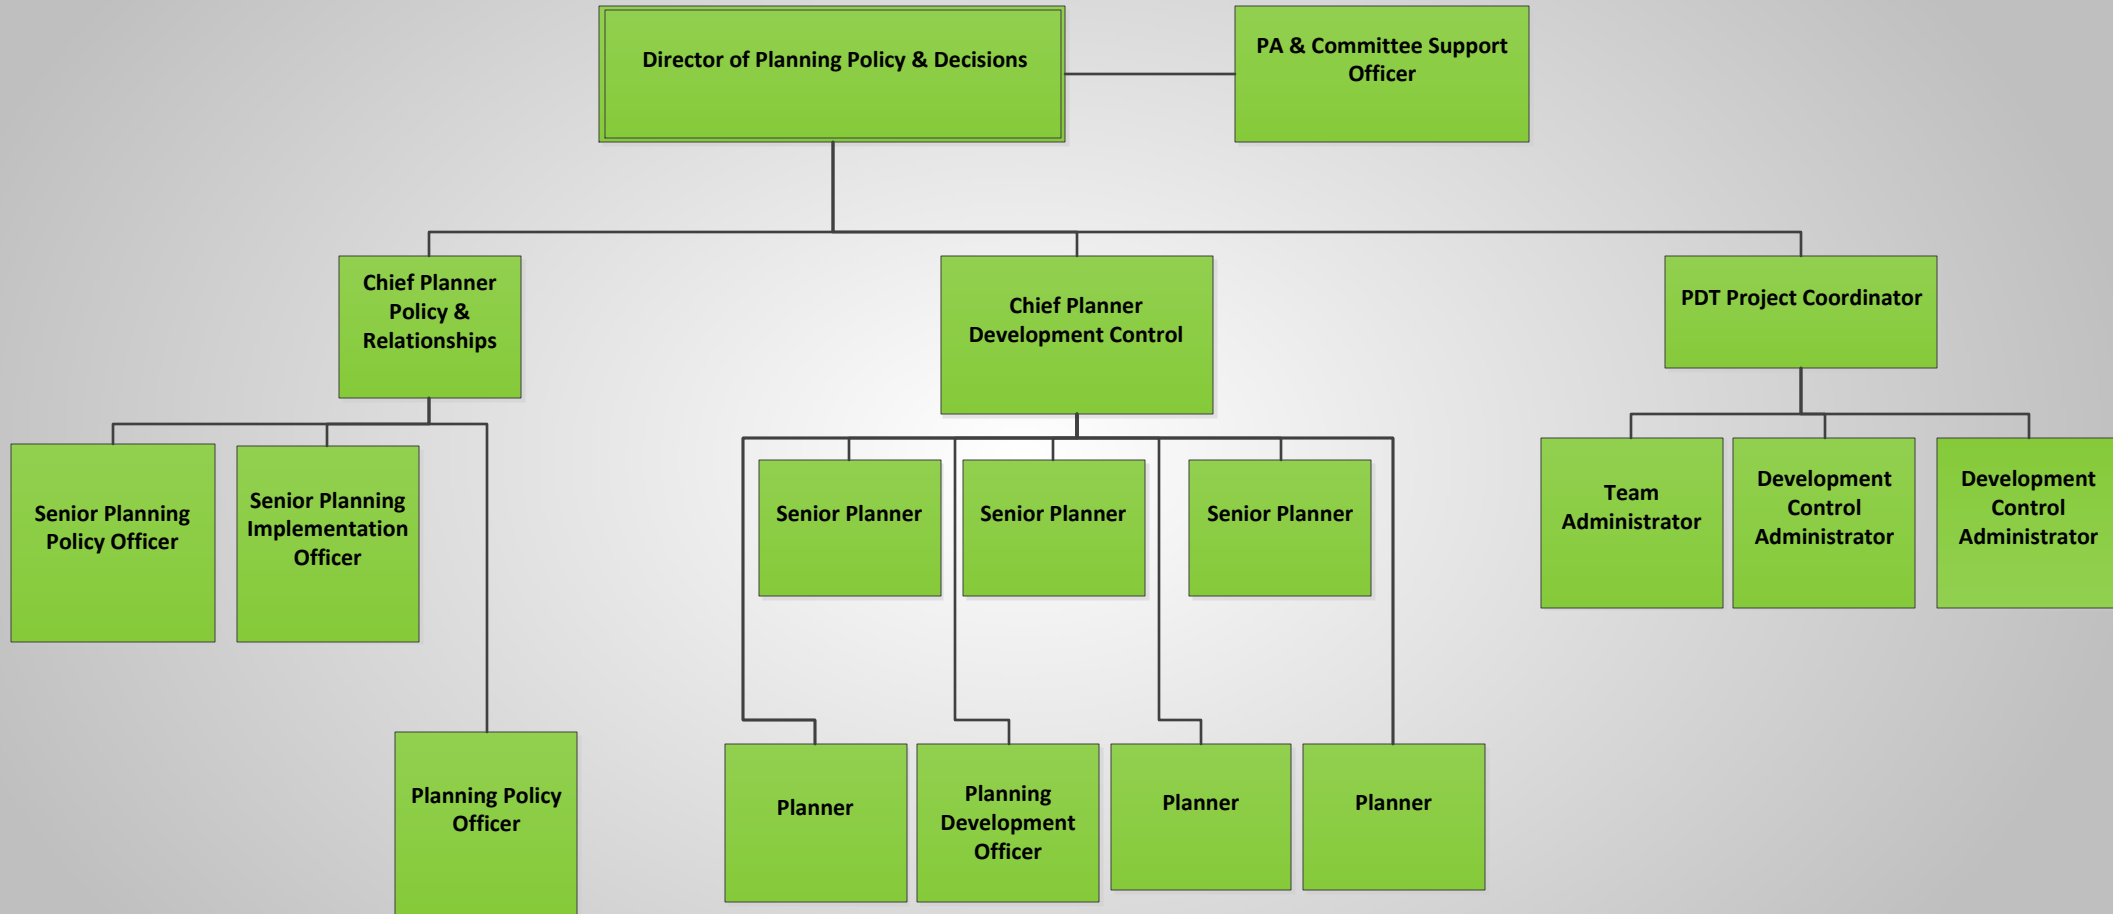 Director of Planning Policy & Decisions
PA & Committee Support
Officer
Chief Planner
Policy &
Relationships
Chief Planner
Development Control
PDT Project Coordinator
Senior Planning
Policy Officer
Senior Planning
Implementation
Officer
Senior Planner
Senior Planner
Senior Planner
Team
Administrator
Development
Control
Administrator
Development
Control
Administrator
Planning Policy
Officer
Planner
Planning
Development
Officer
Planner
Planner